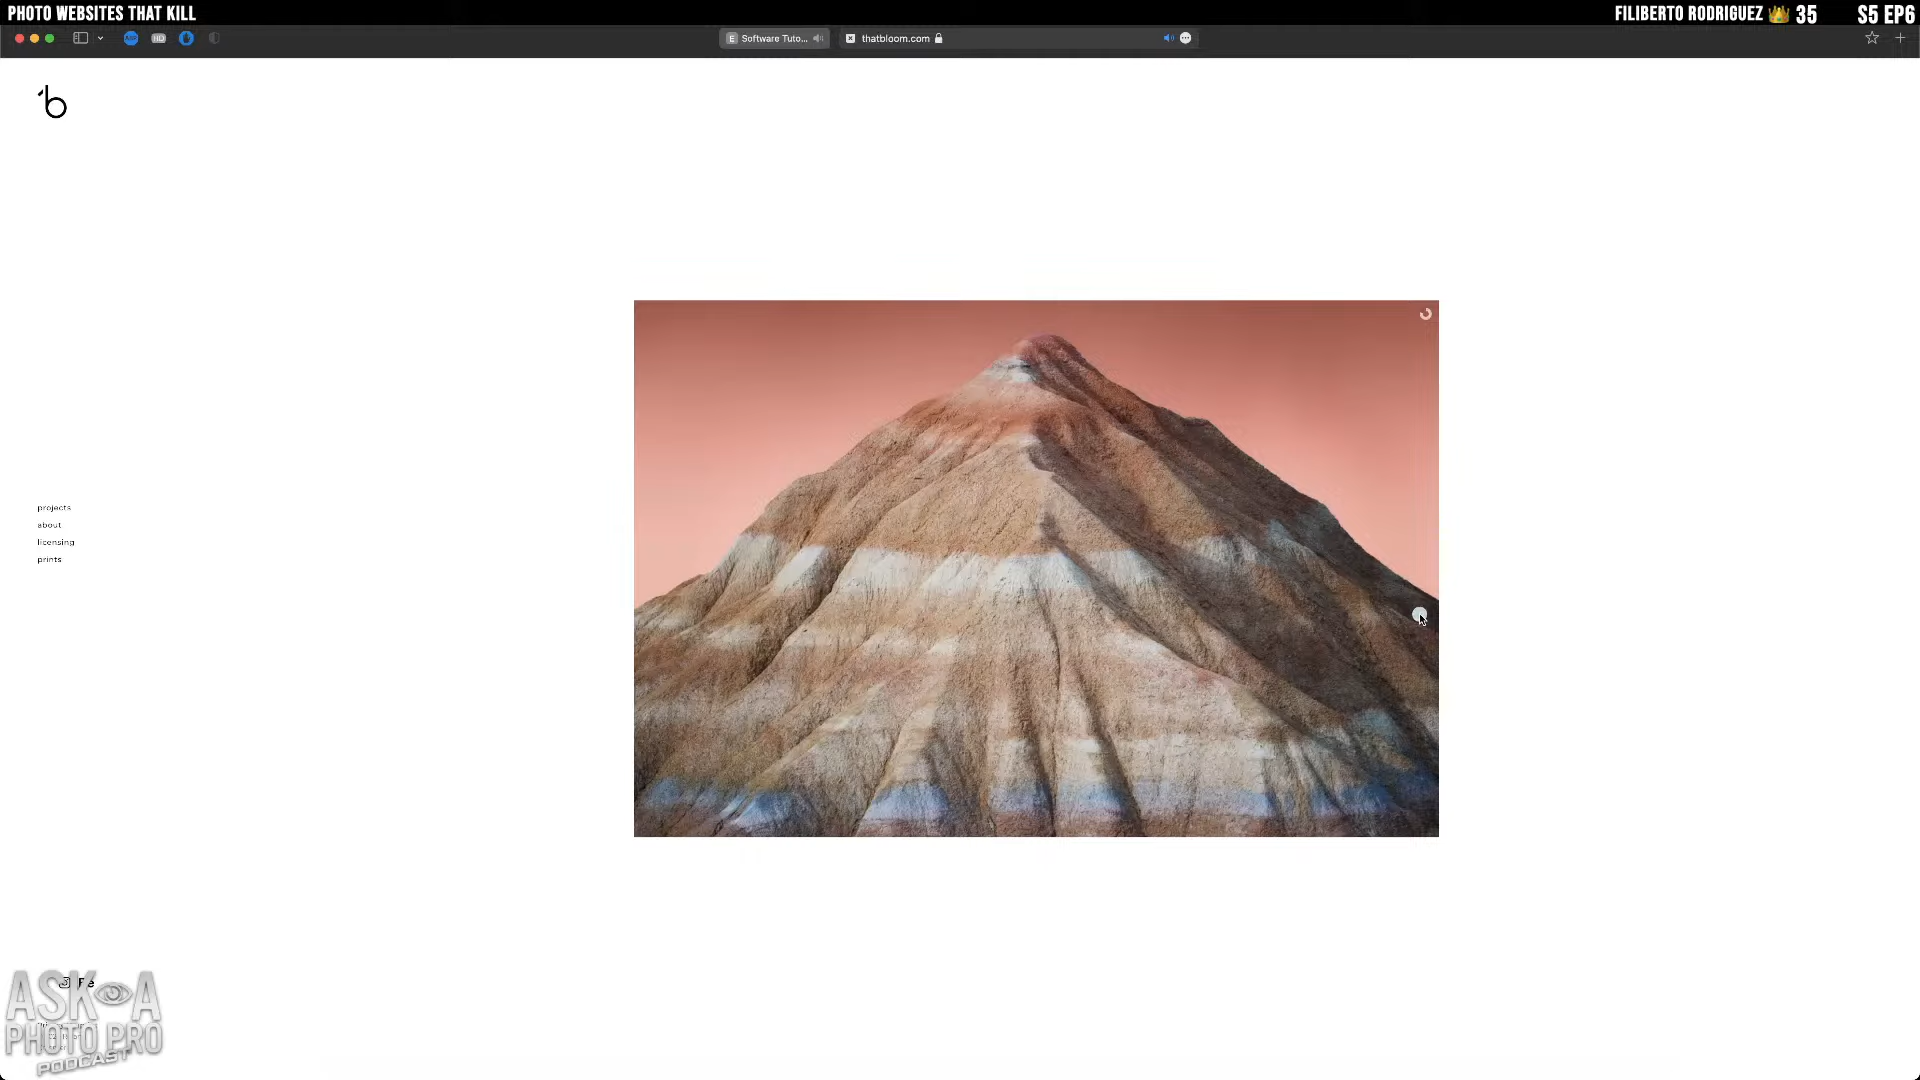 PHOTO WEBSITES THAT KILL
FILIBERTO RODRIGUEZ 35 S5 EP6
Software Tuto... thatbloom.com
b
projects
about
licensing
prints
ASK A
PHOTO PRO
PODCAST